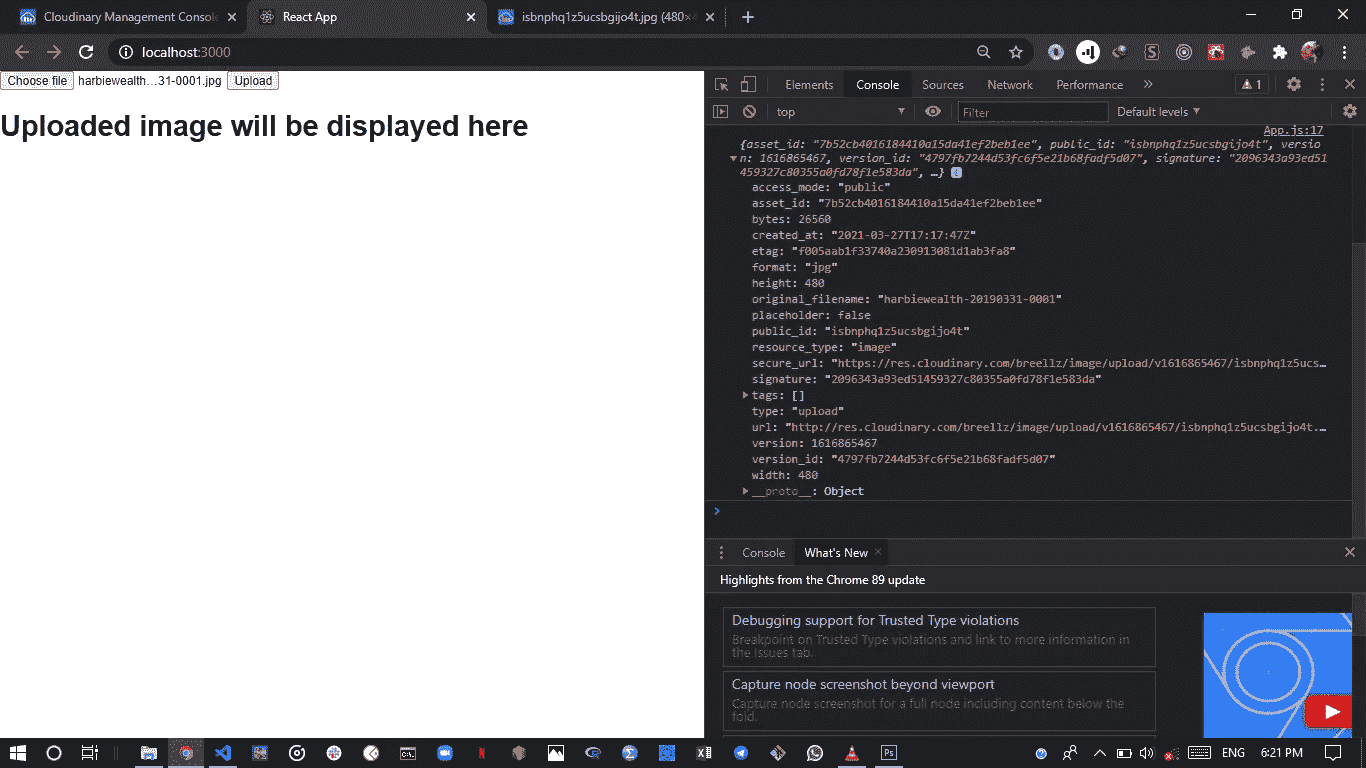 Cloudinary Management Consol
React App
isbnphq1z5ucsbgijo4t.jpg (480×4
localhost:3000
Choose file harbiewealth...31-0001.jpg Upload
Uploaded image will be displayed here
Elements Console Sources Network Performance 1
top Filter Default levels
App.js:17
{asset_id: "7b52cb4016184410a15da41ef2beb1ee", public_id: "isbnphq1z5ucsbgijo4t", versio
n: 1616865467, version_id: "4797fb7244d53fc6f5e21b68fadf5d07", signature: "2096343a93ed51
459327c80355a0fd78f1e583da", …}
access_mode: "public"
asset_id: "7b52cb4016184410a15da41ef2beb1ee"
bytes: 26560
created_at: "2021-03-27T17:17:47Z"
etag: "f005aab1f33740a230913081d1ab3fa8"
format: "jpg"
height: 480
original_filename: "harbiewealth-20190331-0001"
placeholder: false
public_id: "isbnphq1z5ucsbgijo4t"
resource_type: "image"
secure_url: "https://res.cloudinary.com/breellz/image/upload/v1616865467/isbnphq1z5ucs…
signature: "2096343a93ed51459327c80355a0fd78f1e583da"
tags: []
type: "upload"
url: "http://res.cloudinary.com/breellz/image/upload/v1616865467/isbnphq1z5ucsbgijo4t.…
version: 1616865467
version_id: "4797fb7244d53fc6f5e21b68fadf5d07"
width: 480
__proto__: Object
Console What's New
Highlights from the Chrome 89 update
Debugging support for Trusted Type violations
Breakpoint on Trusted Type violations and link to more information in
the Issues tab.
Capture node screenshot beyond viewport
Capture node screenshot for a full node including content below the
fold.
ENG 6:21 PM